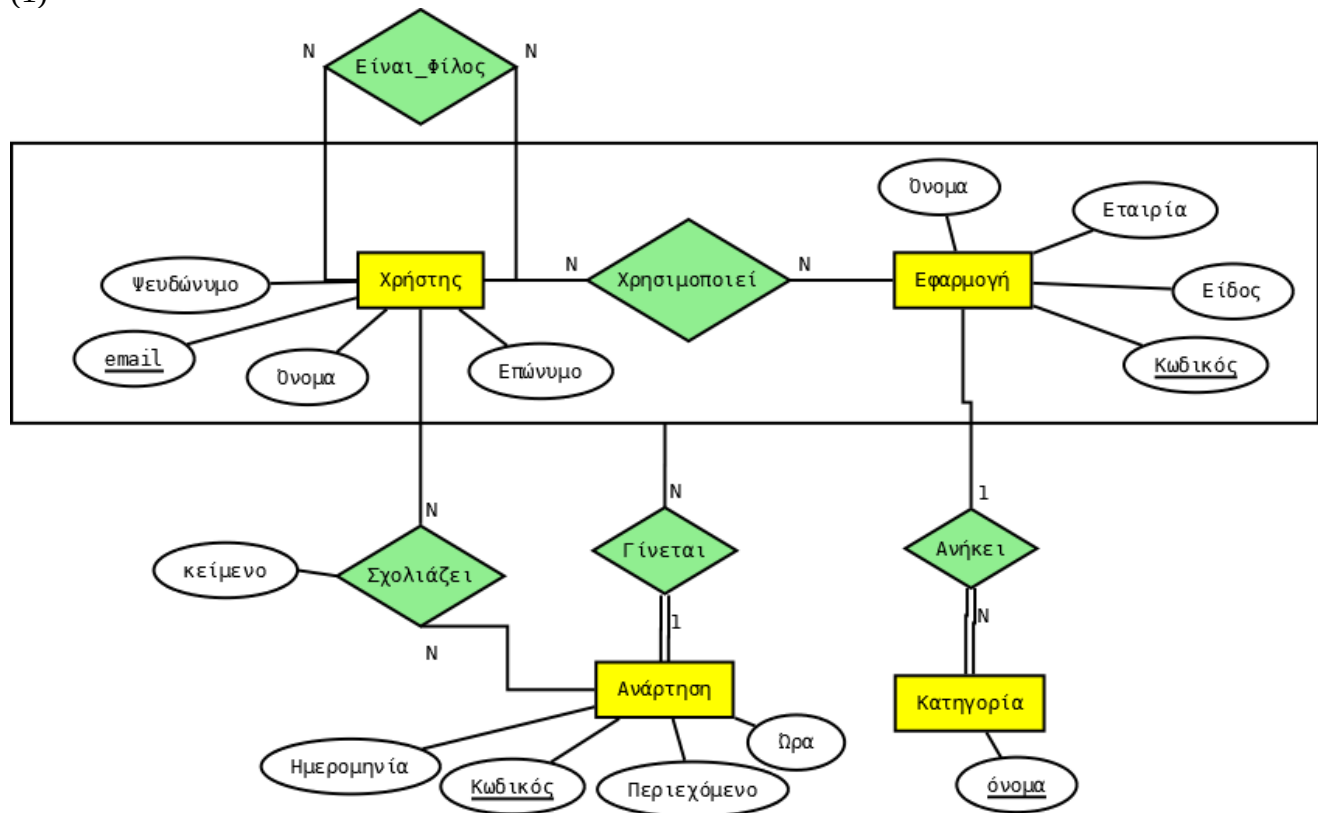 N Είναι_Φίλος N
Όνομα
Εταιρία
Ψευδώνυμο
Χρήστης
N Χρησιμοποιεί N
Εφαρμογή
Είδος
email
Όνομα
Επώνυμο
Κωδικός
N
N
1
κείμενο
Σχολιάζει
Γίνεται
Ανήκει
N
1
N
Ανάρτηση
Κατηγορία
Ημερομηνία
Κωδικός
Περιεχόμενο
Ώρα
όνομα